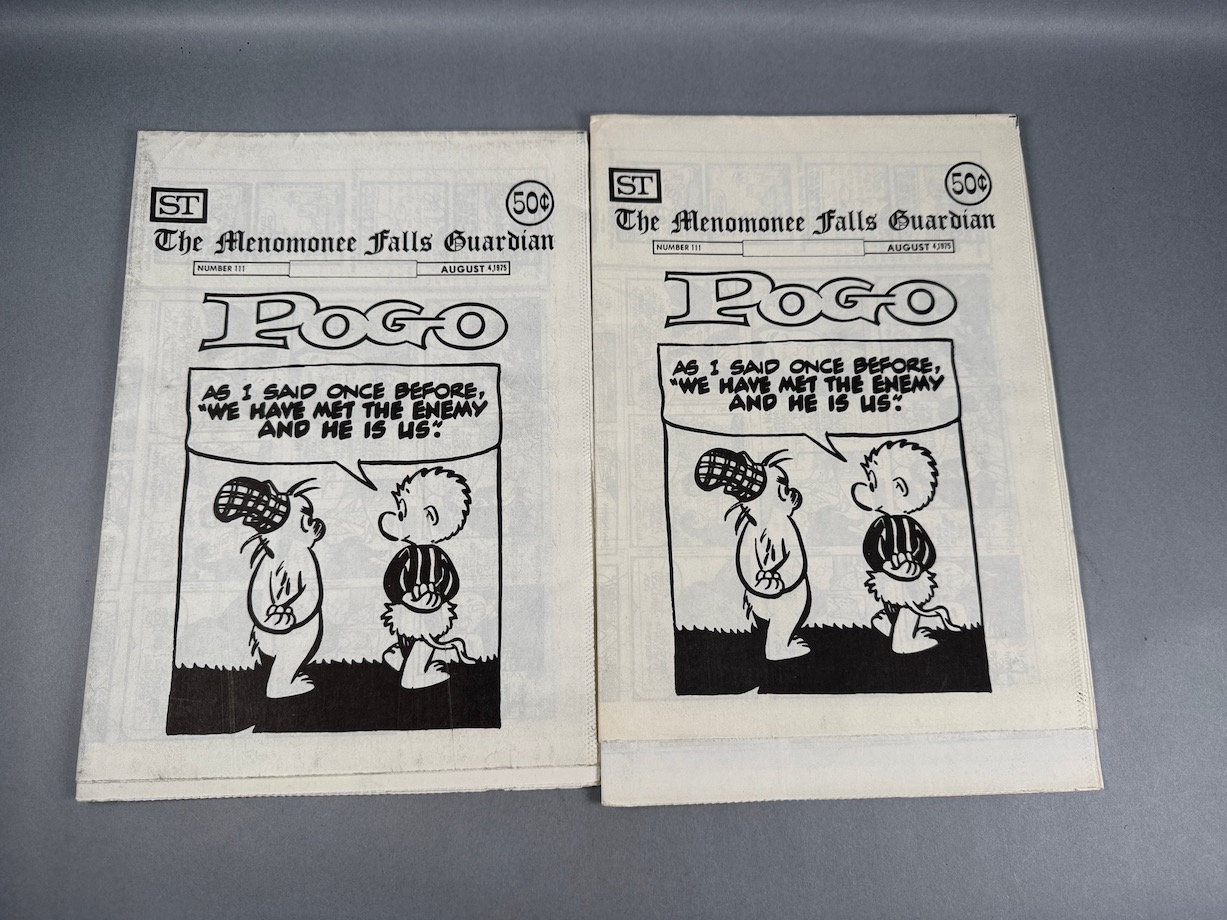 ST
50¢
The Menomonee Falls Guardian
NUMBER 111
AUGUST 4,1975
POGO
AS I SAID ONCE BEFORE,
"WE HAVE MET THE ENEMY
AND HE IS US."
ST
50¢
The Menomonee Falls Guardian
NUMBER 111
AUGUST 4,1975
POGO
AS I SAID ONCE BEFORE,
"WE HAVE MET THE ENEMY
AND HE IS US."